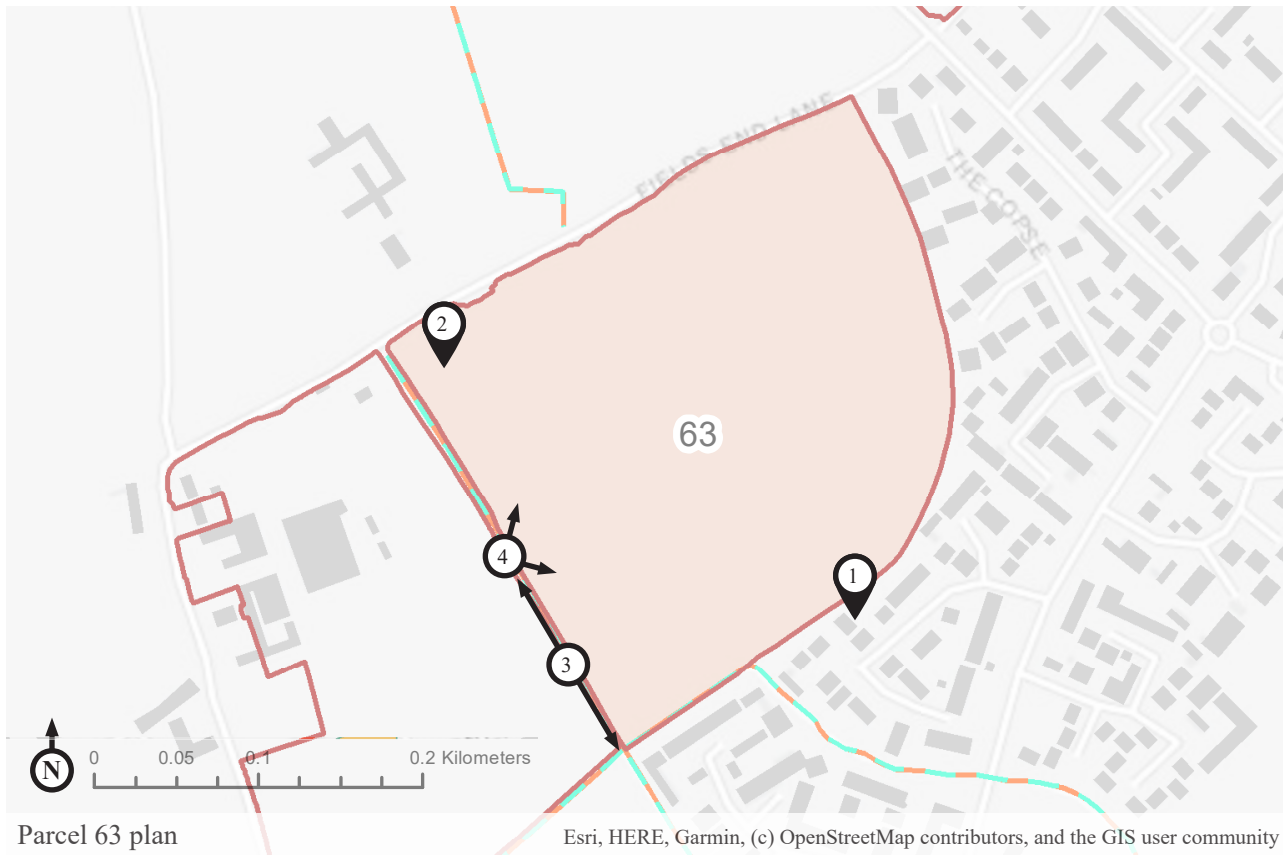 FIELDS END LANE
THE COPSE
2
63
4
1
3
N
0 0.05 0.1 0.2 Kilometers
Parcel 63 plan
Esri, HERE, Garmin, (c) OpenStreetMap contributors, and the GIS user community